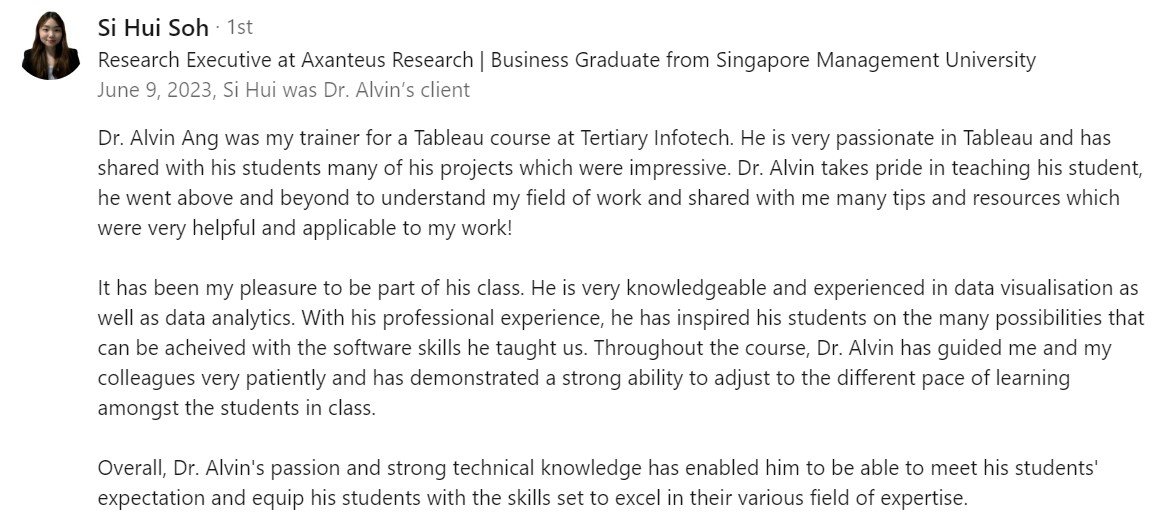 Si Hui Soh · 1st
Research Executive at Axanteus Research | Business Graduate from Singapore Management University
June 9, 2023, Si Hui was Dr. Alvin’s client
Dr. Alvin Ang was my trainer for a Tableau course at Tertiary Infotech. He is very passionate in Tableau and has
shared with his students many of his projects which were impressive. Dr. Alvin takes pride in teaching his student,
he went above and beyond to understand my field of work and shared with me many tips and resources which
were very helpful and applicable to my work!
It has been my pleasure to be part of his class. He is very knowledgeable and experienced in data visualisation as
well as data analytics. With his professional experience, he has inspired his students on the many possibilities that
can be acheived with the software skills he taught us. Throughout the course, Dr. Alvin has guided me and my
colleagues very patiently and has demonstrated a strong ability to adjust to the different pace of learning
amongst the students in class.
Overall, Dr. Alvin's passion and strong technical knowledge has enabled him to be able to meet his students'
expectation and equip his students with the skills set to excel in their various field of expertise.